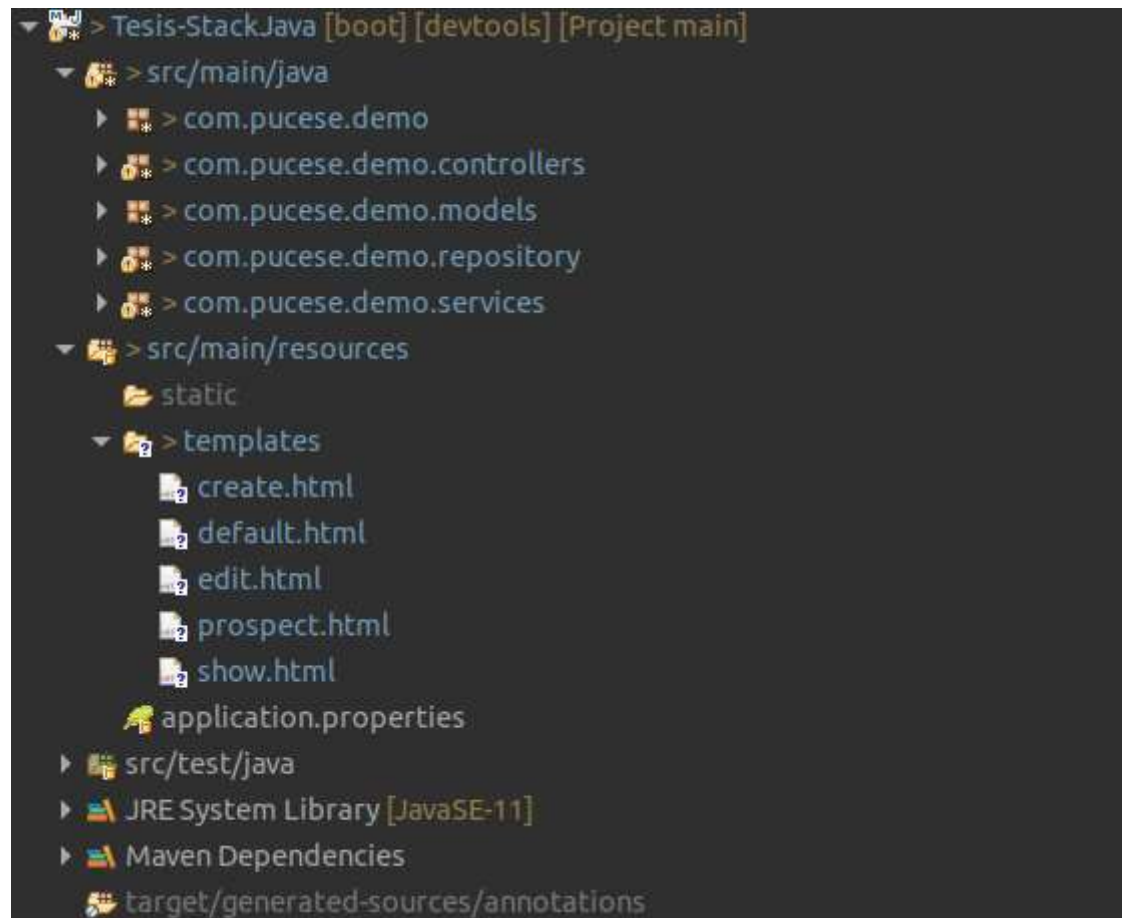 > Tesis-StackJava [boot] [devtools] [Project main]
> src/main/java
> com.pucese.demo
> com.pucese.demo.controllers
> com.pucese.demo.models
> com.pucese.demo.repository
> com.pucese.demo.services
> src/main/resources
static
> templates
create.html
default.html
edit.html
prospect.html
show.html
application.properties
src/test/java
JRE System Library [JavaSE-11]
Maven Dependencies
target/generated-sources/annotations